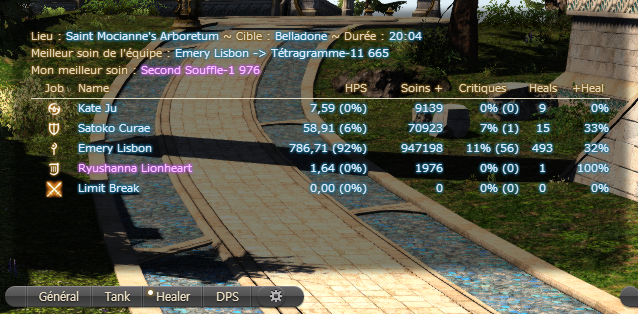 Lieu : Saint Mocianne's Arboretum ~ Cible : Belladone ~ Durée : 20:04
Meilleur soin de l'équipe : Emery Lisbon -> Tétragramme-11 665
Mon meilleur soin : Second Souffle-1 976
Job Name HPS Soins + Critiques Heals +Heal
Kate Ju 7,59 (0%) 9139 0% (0) 9 0%
Satoko Curae 58,91 (6%) 70923 7% (1) 15 33%
Emery Lisbon 786,71 (92%) 947198 11% (56) 493 32%
Ryushanna Lionheart 1,64 (0%) 1976 0% (0) 1 100%
Limit Break 0,00 (0%) 0 0% (0) 0 0%
Général Tank Healer DPS